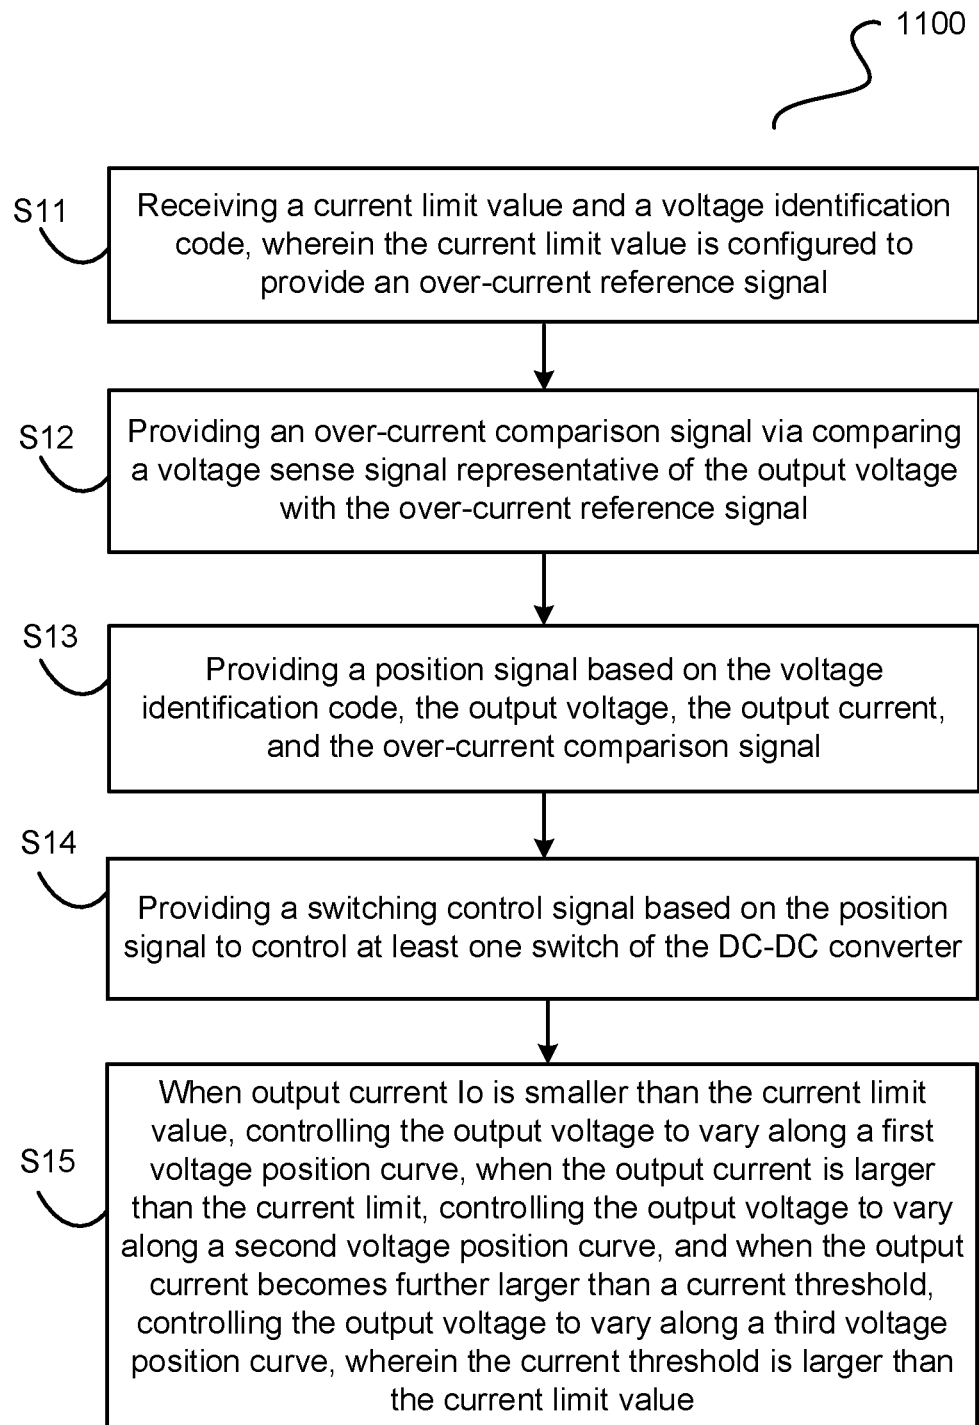 1100
S11
Receiving a current limit value and a voltage identification
code, wherein the current limit value is configured to
provide an over-current reference signal
S12
Providing an over-current comparison signal via comparing
a voltage sense signal representative of the output voltage
with the over-current reference signal
S13
Providing a position signal based on the voltage
identification code, the output voltage, the output current,
and the over-current comparison signal
S14
Providing a switching control signal based on the position
signal to control at least one switch of the DC-DC converter
S15
When output current Io is smaller than the current limit
value, controlling the output voltage to vary along a first
voltage position curve, when the output current is larger
than the current limit, controlling the output voltage to vary
along a second voltage position curve, and when the output
current becomes further larger than a current threshold,
controlling the output voltage to vary along a third voltage
position curve, wherein the current threshold is larger than
the current limit value